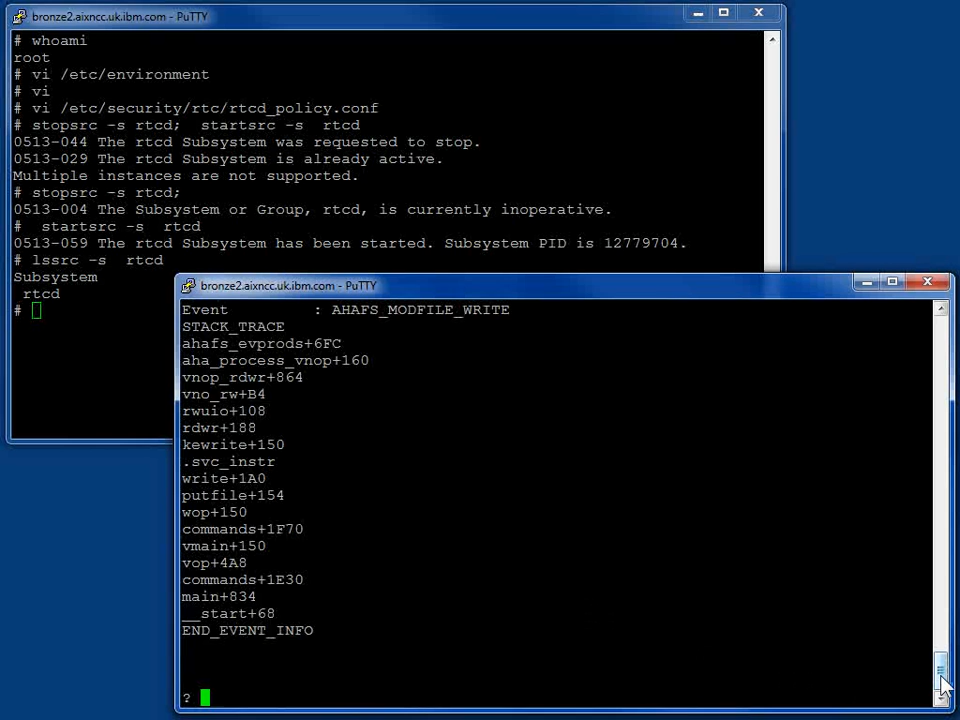 bronze2.aixncc.uk.ibm.com - PuTTY
# whoami
root
# vi /etc/environment
# vi
# vi /etc/security/rtc/rtcd_policy.conf
# stopsrc -s rtcd;  startsrc -s  rtcd
0513-044 The rtcd Subsystem was requested to stop.
0513-029 The rtcd Subsystem is already active.
Multiple instances are not supported.
# stopsrc -s rtcd;
0513-004 The Subsystem or Group, rtcd, is currently inoperative.
#  startsrc -s  rtcd
0513-059 The rtcd Subsystem has been started. Subsystem PID is 12779704.
# lssrc -s  rtcd
Subsystem
 rtcd
#
bronze2.aixncc.uk.ibm.com - PuTTY
Event          : AHAFS_MODFILE_WRITE
STACK_TRACE
ahafs_evprods+6FC
aha_process_vnop+160
vnop_rdwr+864
vno_rw+B4
rwuio+108
rdwr+188
kewrite+150
.svc_instr
write+1A0
putfile+154
wop+150
commands+1F70
vmain+150
vop+4A8
commands+1E30
main+834
__start+68
END_EVENT_INFO
?